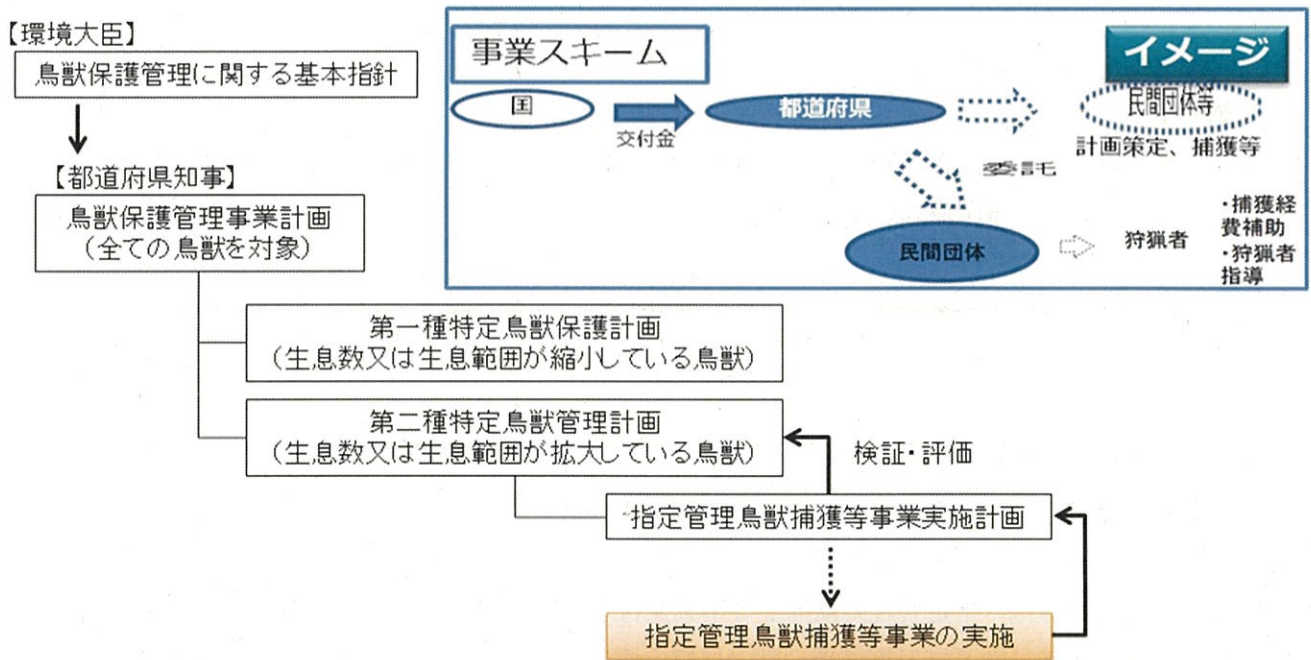 【環境大臣】
鳥獣保護管理に関する基本指針
【都道府県知事】
鳥獣保護管理事業計画
(全ての鳥獣を対象)
第一種特定鳥獣保護計画
(生息数又は生息範囲が縮小している鳥獣)
第二種特定鳥獣管理計画
(生息数又は生息範囲が拡大している鳥獣)
検証・評価
指定管理鳥獣捕獲等事業実施計画
指定管理鳥獣捕獲等事業の実施
事業スキーム
イメージ
国
交付金
都道府県
民間団体等
計画策定、捕獲等
委託
民間団体
狩猟者
・捕獲経
費補助
・狩猟者
指導